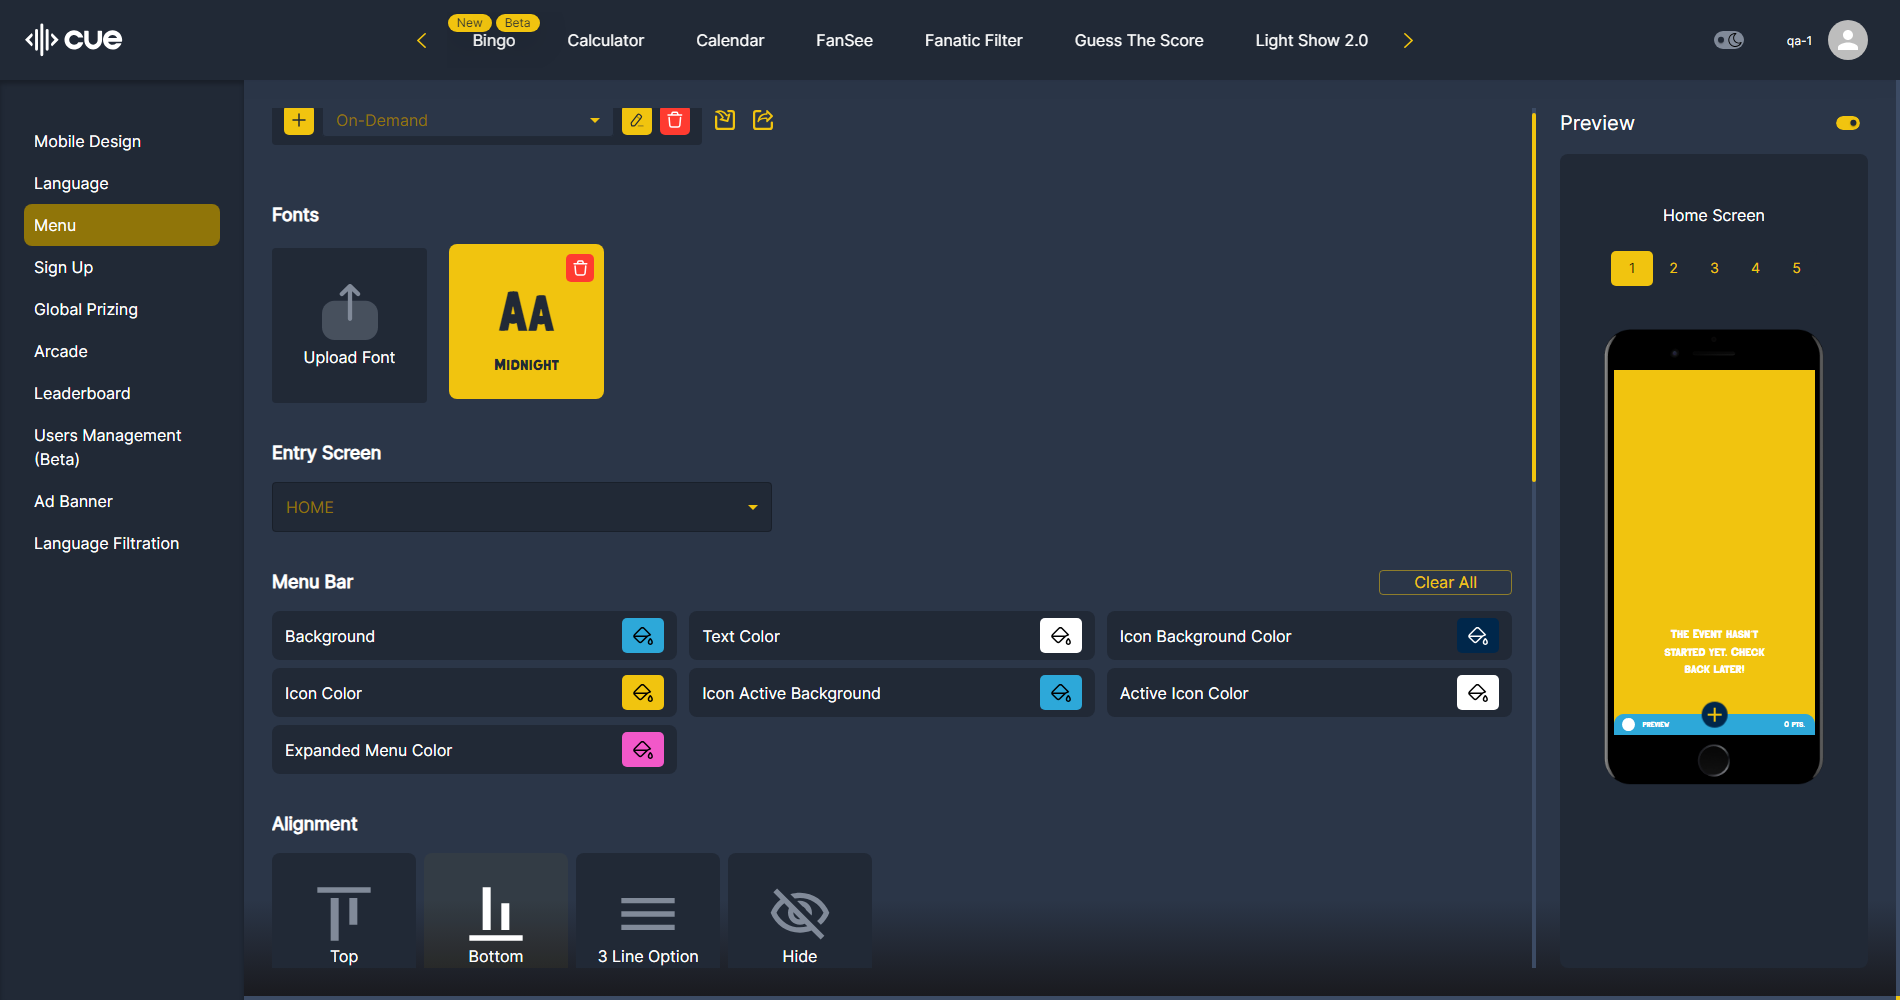 cue
New
Beta
Bingo
Calculator
Calendar
FanSee
Fanatic Filter
Guess The Score
Light Show 2.0
qa-1
Mobile Design
Language
Menu
Sign Up
Global Prizing
Arcade
Leaderboard
Users Management
(Beta)
Ad Banner
Language Filtration
On-Demand
Fonts
Upload Font
AA
MIDNIGHT
Entry Screen
HOME
Menu Bar
Clear All
Background
Text Color
Icon Background Color
Icon Color
Icon Active Background
Active Icon Color
Expanded Menu Color
Alignment
Top
Bottom
3 Line Option
Hide
Preview
Home Screen
1
2
3
4
5
THE EVENT HASN'T
STARTED YET. CHECK
BACK LATER!
PREVIEW
0 PTS.